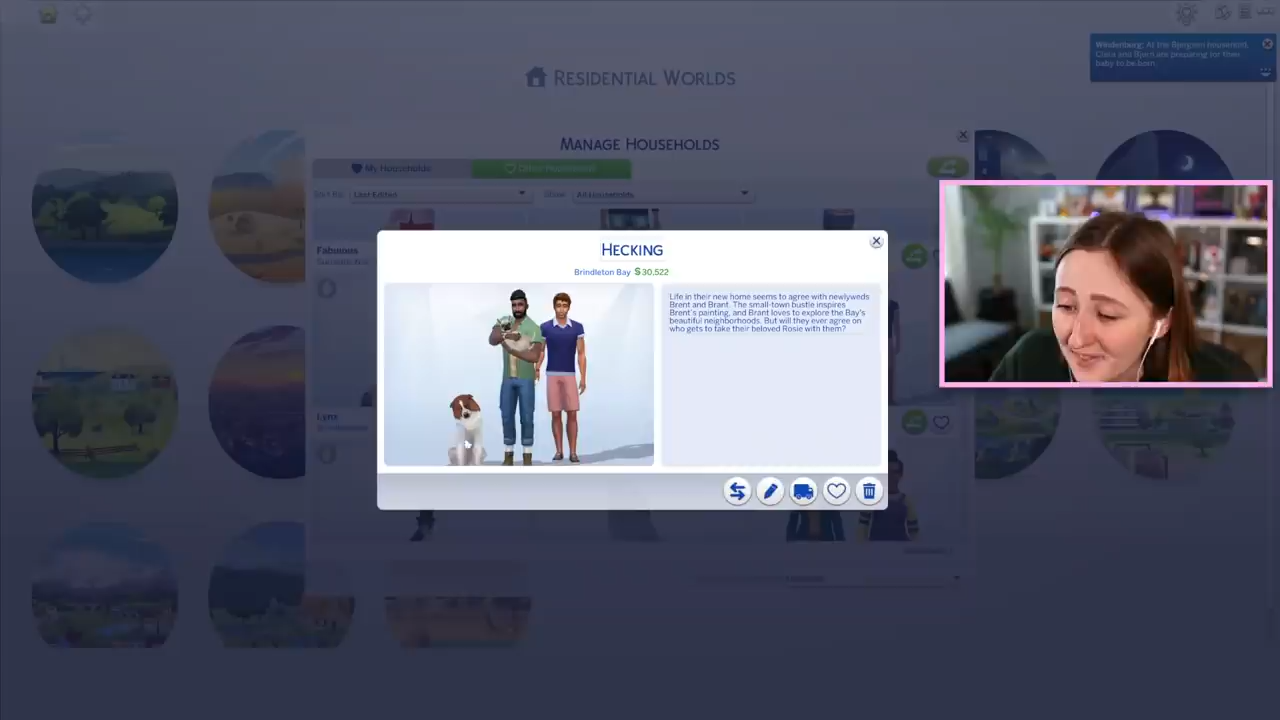 Windenburg: At the Bjergsen household,
Clara and Bjorn are preparing for their
baby to be born.
RESIDENTIAL WORLDS
MANAGE HOUSEHOLDS
My Households
Other Households
Sort By: Last Edited
Show: All Households
Fabulous
HECKING
Brindleton Bay $30,522
Life in their new home seems to agree with newlyweds
Brent and Brant. The small-town bustle inspires
Brent's painting, and Brant loves to explore the Bay's
beautiful neighborhoods. But will they ever agree on
who gets to take their beloved Rosie with them?
Lynx